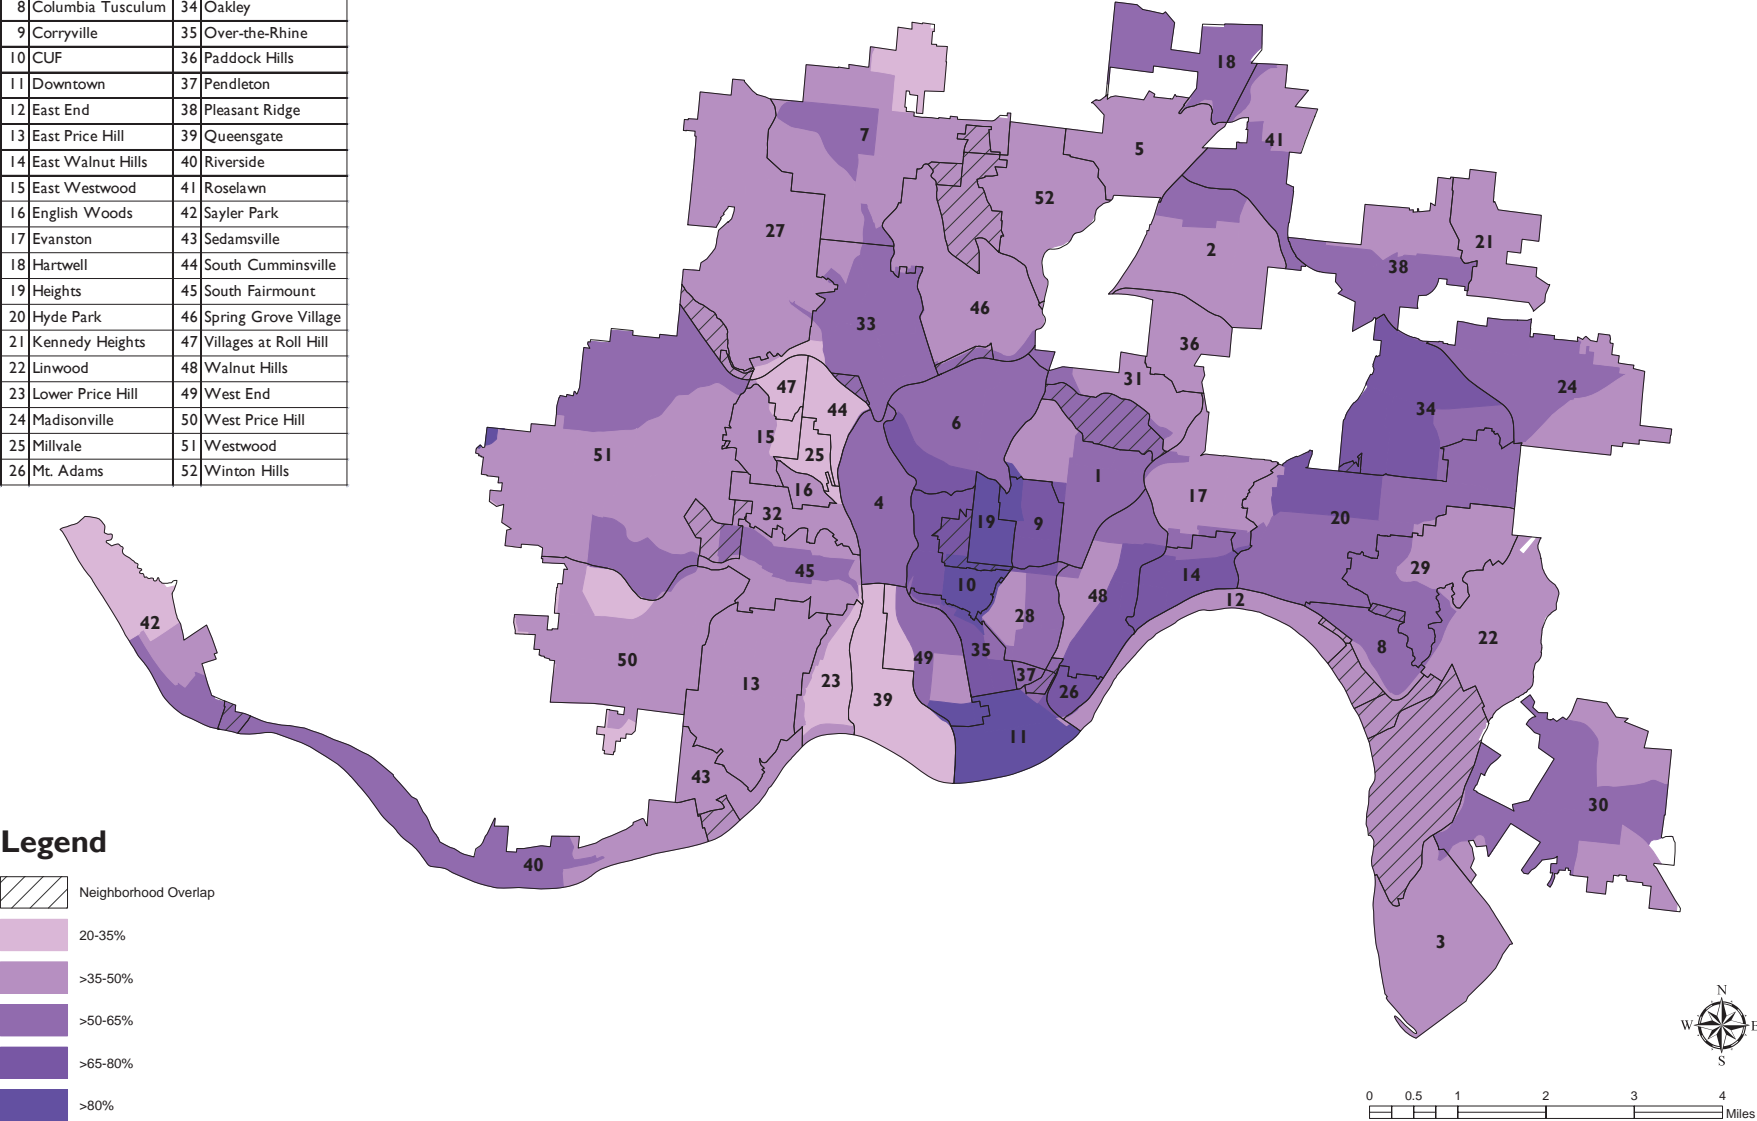 8 Columbia Tusculum 34 Oakley
9 Corryville 35 Over-the-Rhine
10 CUF 36 Paddock Hills
11 Downtown 37 Pendleton
12 East End 38 Pleasant Ridge
13 East Price Hill 39 Queensgate
14 East Walnut Hills 40 Riverside
15 East Westwood 41 Roselawn
16 English Woods 42 Sayler Park
17 Evanston 43 Sedamsville
18 Hartwell 44 South Cumminsville
19 Heights 45 South Fairmount
20 Hyde Park 46 Spring Grove Village
21 Kennedy Heights 47 Villages at Roll Hill
22 Linwood 48 Walnut Hills
23 Lower Price Hill 49 West End
24 Madisonville 50 West Price Hill
25 Millvale 51 Westwood
26 Mt. Adams 52 Winton Hills
18
7
41
5
52
27
21
2
38
46
33
36
31
47
24
44
34
6
15
51
25
1
16
17
4
32
20
19
9
45
29
14
10
48
12
28
42
22
8
35
49
50
37
13
23
26
39
11
43
30
40
3
Legend
Neighborhood Overlap
20-35%
>35-50%
>50-65%
>65-80%
>80%
N
W E
S
0 0.5 1 2 3 4
Miles